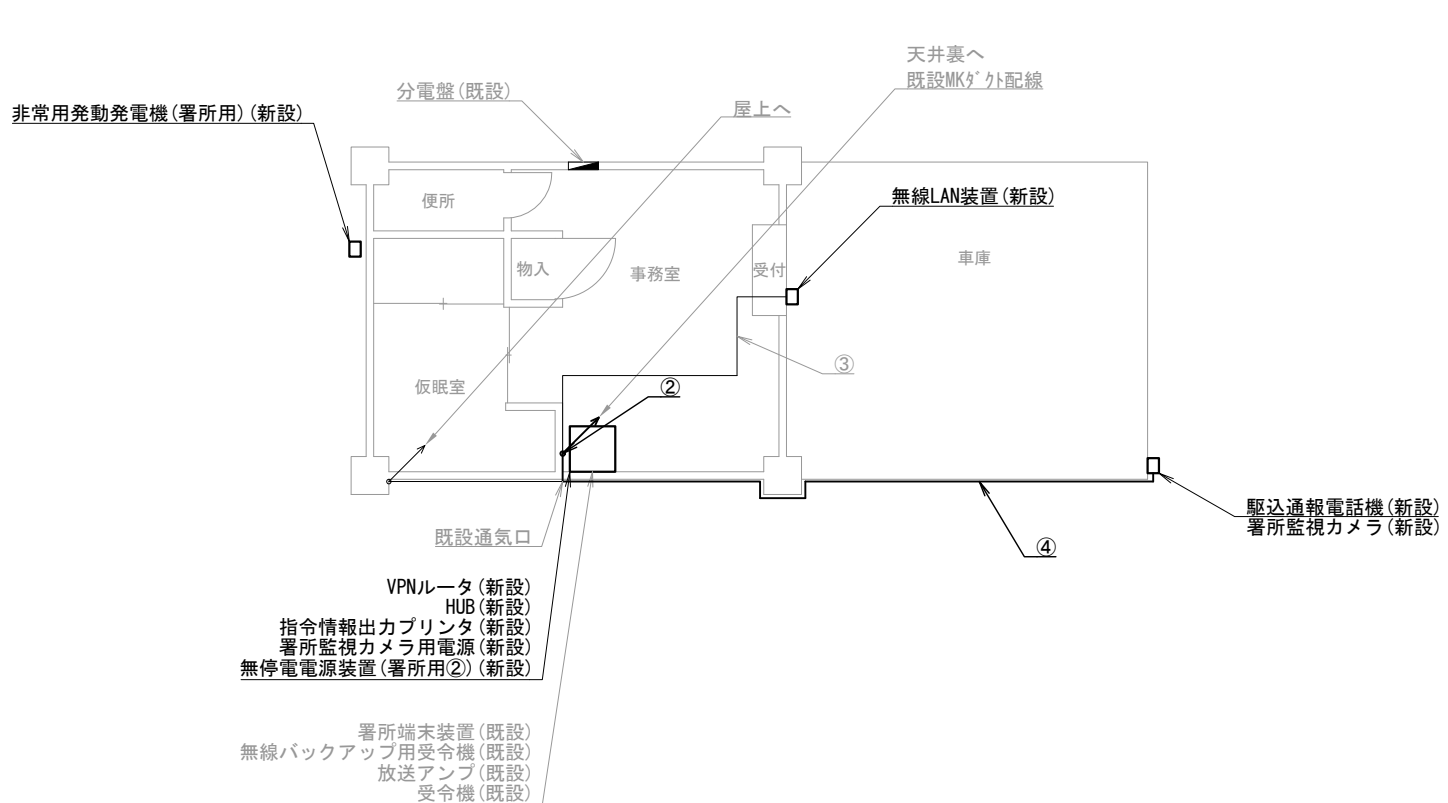 天井裏へ
既設MKダクト配線
分電盤(既設)
屋上へ
非常用発動発電機(署所用)(新設)
便所
無線LAN装置(新設)
物入
事務室
受付
車庫
③
仮眠室
②
駆込通報電話機(新設)
署所監視カメラ(新設)
既設通気口
④
VPNルータ(新設)
HUB(新設)
指令情報出力プリンタ(新設)
署所監視カメラ用電源(新設)
無停電電源装置(署所用②)(新設)
署所端末装置(既設)
無線バックアップ用受令機(既設)
放送アンプ(既設)
受令機(既設)